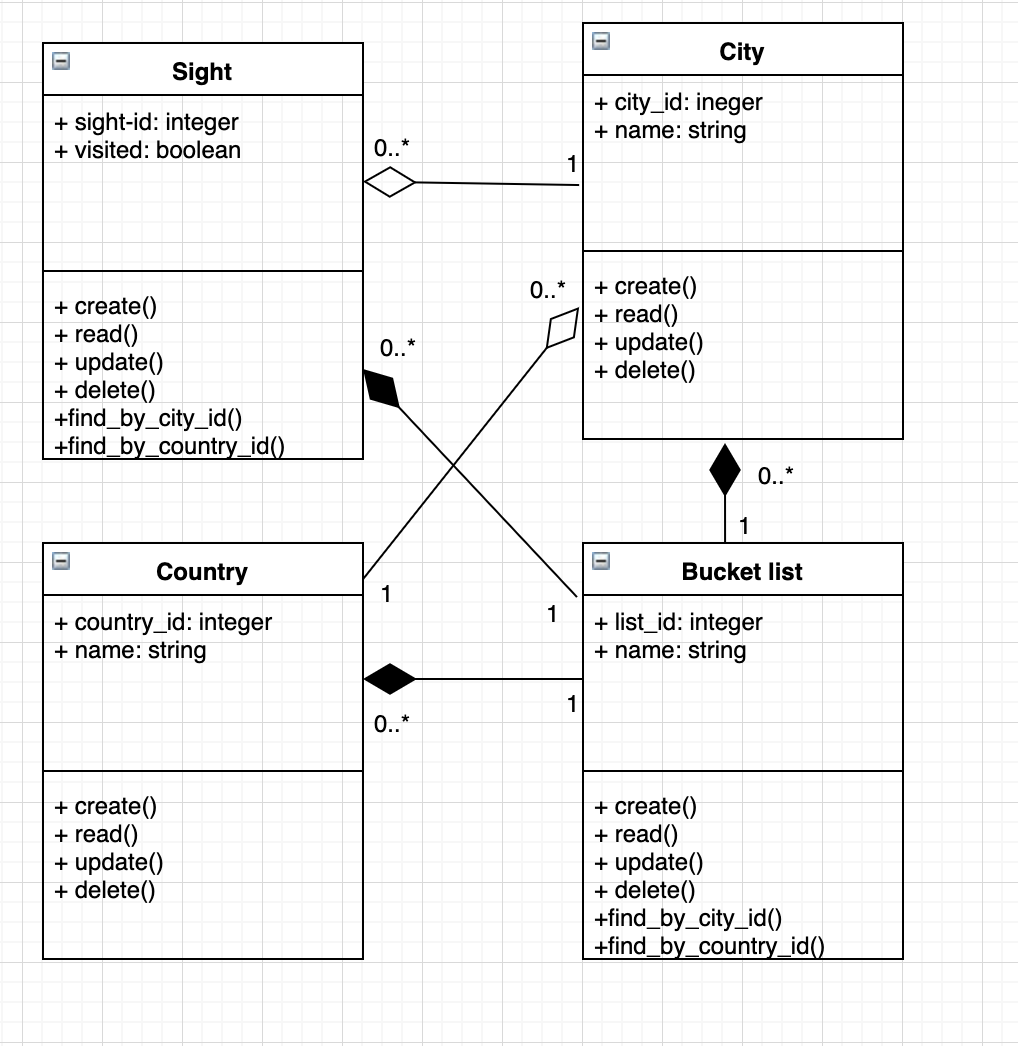 Sight
+ sight-id: integer
+ visited: boolean
+ create()
+ read()
+ update()
+ delete()
+find_by_city_id()
+find_by_country_id()
City
+ city_id: ineger
+ name: string
+ create()
+ read()
+ update()
+ delete()
0..*
1
0..*
0..*
0..*
1
1
1
0..*
1
Country
+ country_id: integer
+ name: string
+ create()
+ read()
+ update()
+ delete()
Bucket list
+ list_id: integer
+ name: string
+ create()
+ read()
+ update()
+ delete()
+find_by_city_id()
+find_by_country_id()